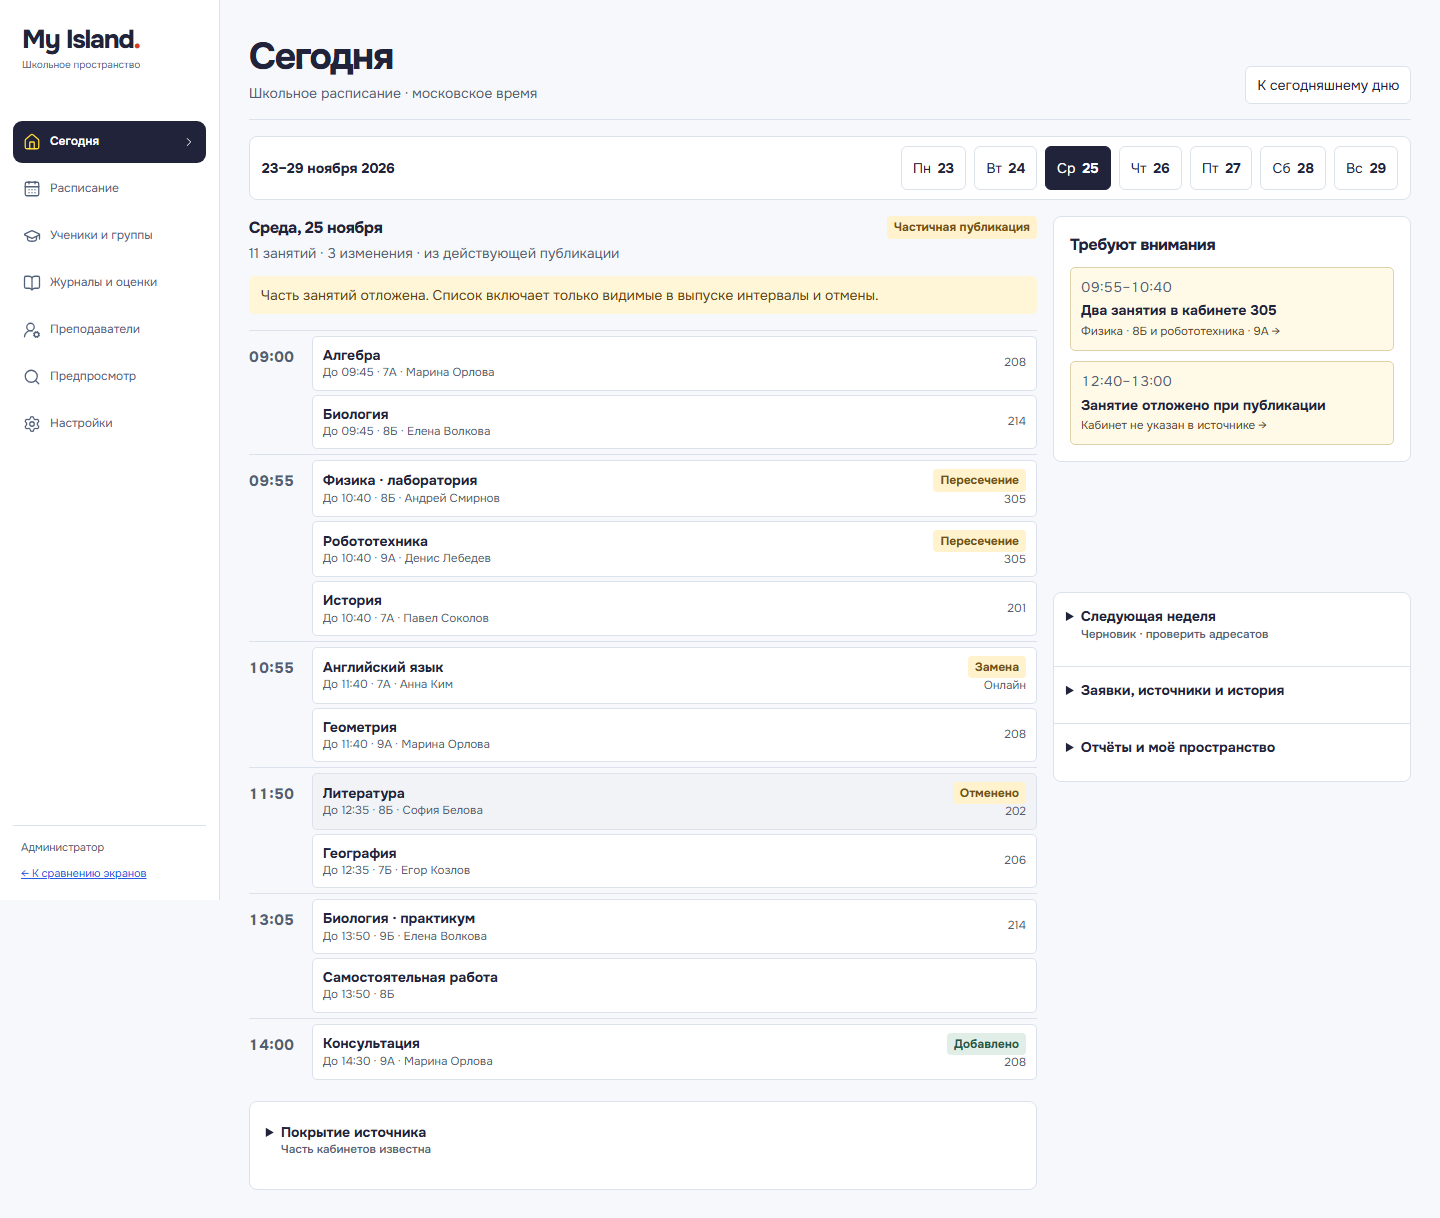 My Island.
Школьное пространство
Сегодня
Расписание
Ученики и группы
Журналы и оценки
Преподаватели
Предпросмотр
Настройки
Администратор
← К сравнению экранов
Сегодня
Школьное расписание · московское время
К сегодняшнему дню
23–29 ноября 2026
Пн 23
Вт 24
Ср 25
Чт 26
Пт 27
Сб 28
Вс 29
Среда, 25 ноября
Частичная публикация
11 занятий · 3 изменения · из действующей публикации
Часть занятий отложена. Список включает только видимые в выпуске интервалы и отмены.
09:00
Алгебра
До 09:45 · 7А · Марина Орлова
208
Биология
До 09:45 · 8Б · Елена Волкова
214
09:55
Физика · лаборатория
До 10:40 · 8Б · Андрей Смирнов
Пересечение
305
Робототехника
До 10:40 · 9А · Денис Лебедев
Пересечение
305
История
До 10:40 · 7А · Павел Соколов
201
10:55
Английский язык
До 11:40 · 7А · Анна Ким
Замена
Онлайн
Геометрия
До 11:40 · 9А · Марина Орлова
208
11:50
Литература
До 12:35 · 8Б · София Белова
Отменено
202
География
До 12:35 · 7Б · Егор Козлов
206
13:05
Биология · практикум
До 13:50 · 9Б · Елена Волкова
214
Самостоятельная работа
До 13:50 · 8Б
14:00
Консультация
До 14:30 · 9А · Марина Орлова
Добавлено
208
Покрытие источника
Часть кабинетов известна
Требуют внимания
09:55–10:40
Два занятия в кабинете 305
Физика · 8Б и робототехника · 9А →
12:40–13:00
Занятие отложено при публикации
Кабинет не указан в источнике →
Следующая неделя
Черновик · проверить адресатов
Заявки, источники и история
Отчёты и моё пространство